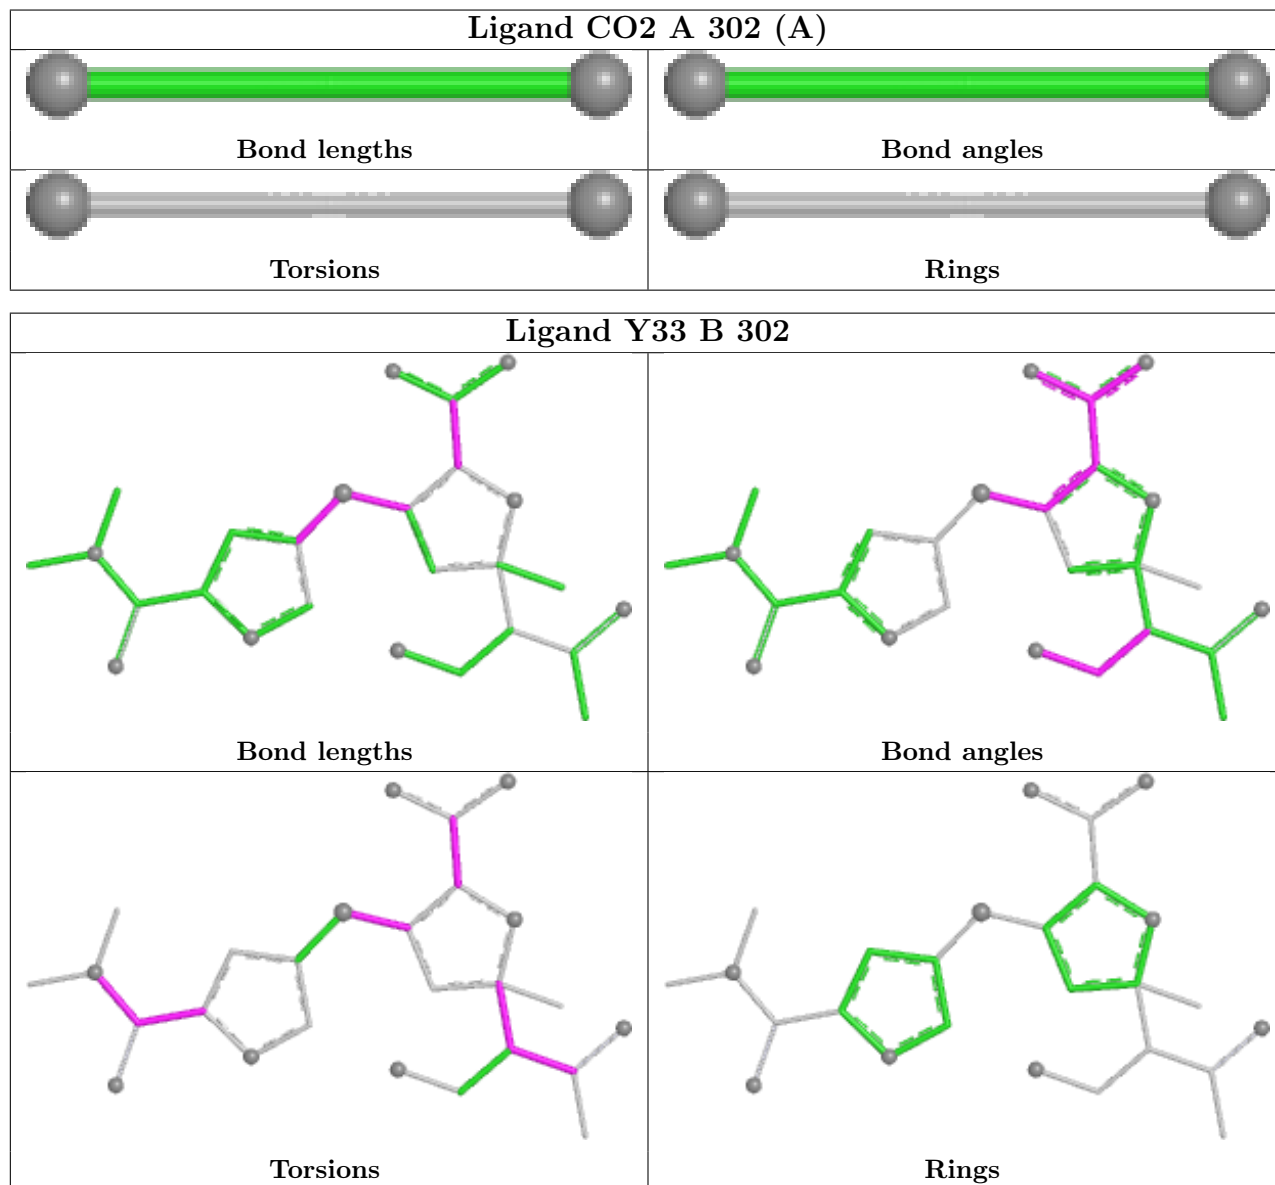 Ligand CO2 A 302 (A)
Bond lengths
Bond angles
Torsions
Rings
Ligand Y33 B 302
Bond lengths
Bond angles
Torsions
Rings